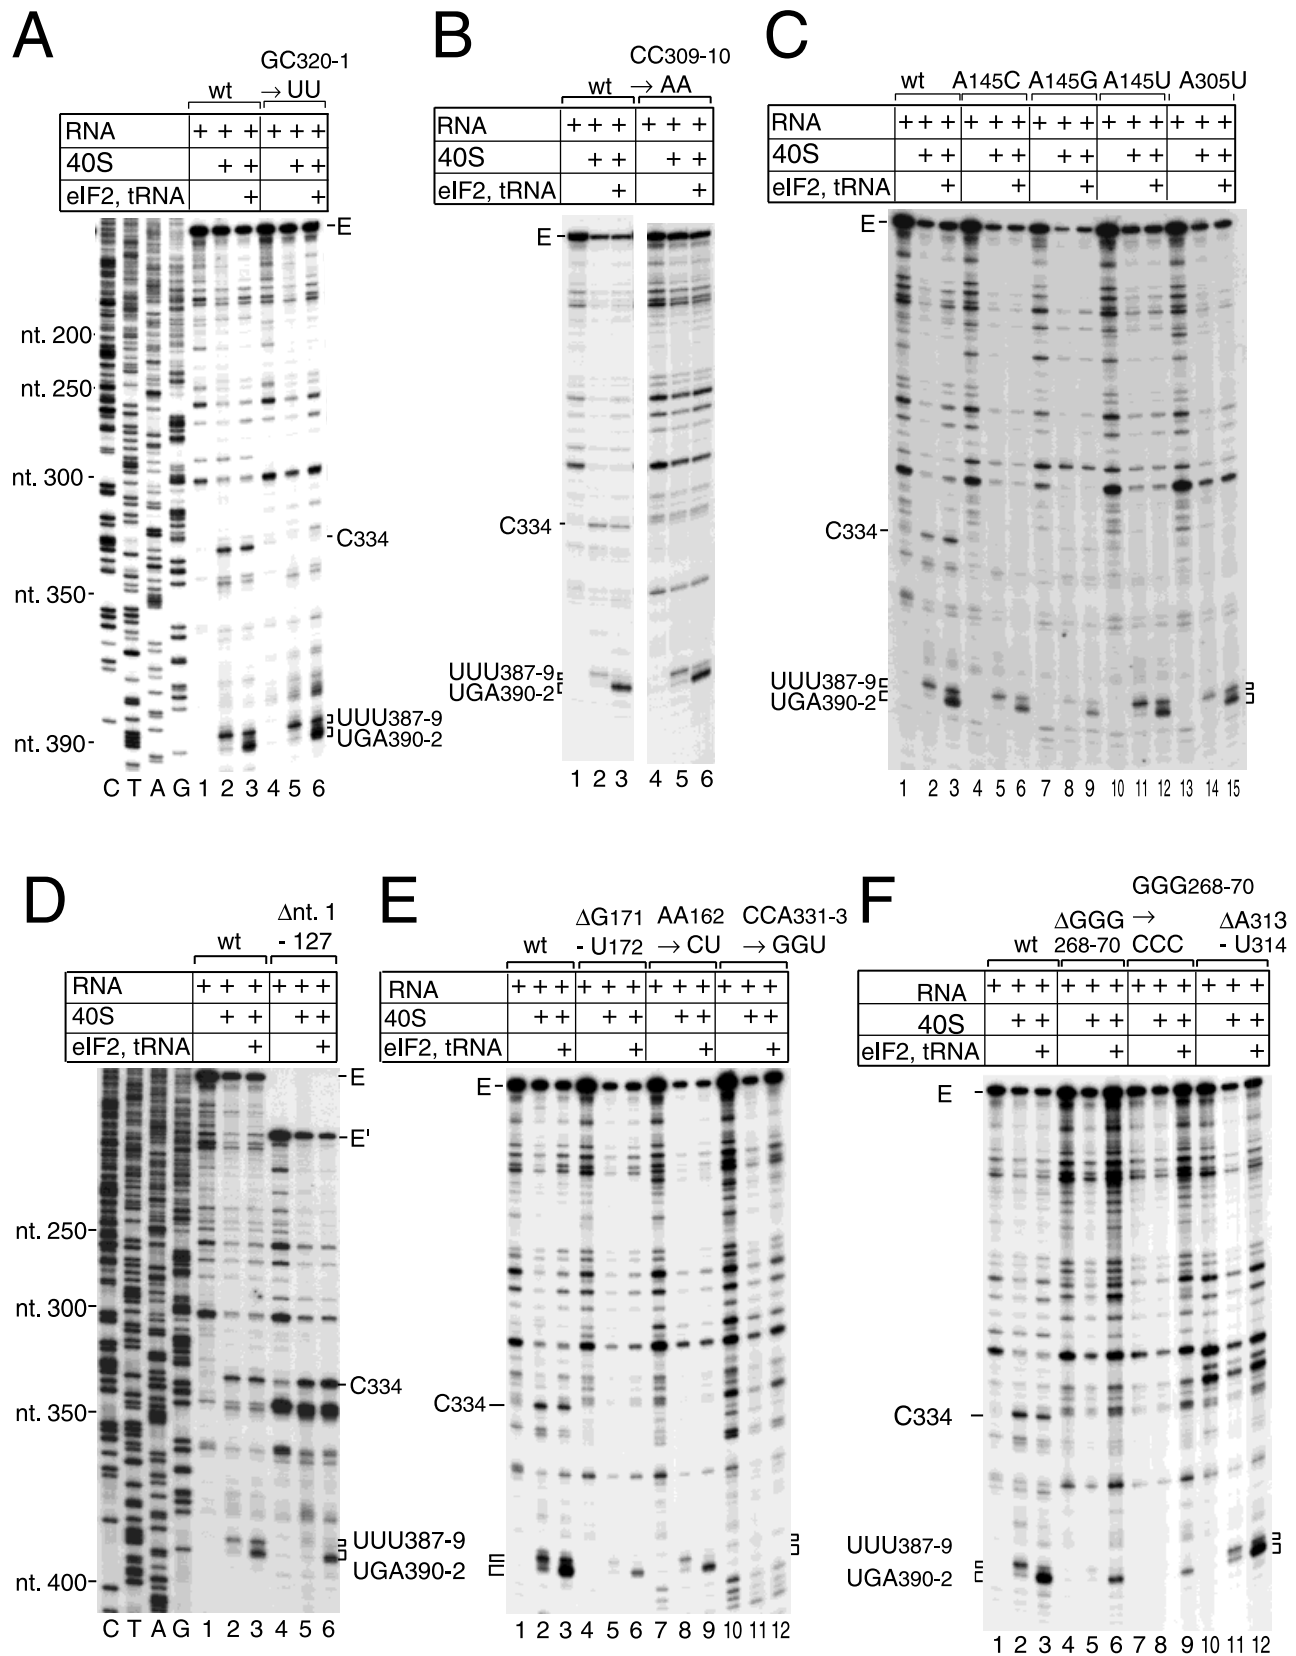 A
GC320-1
wt → UU
RNA + + + + + +
40S + + + +
eIF2, tRNA + +
E
nt. 200
nt. 250
nt. 300
C334
nt. 350
UUU387-9
UGA390-2
nt. 390
C T A G 1 2 3 4 5 6
B
CC309-10
wt → AA
RNA + + + + + +
40S + + + +
eIF2, tRNA + +
E
C334
UUU387-9
UGA390-2
1 2 3 4 5 6
C
wt A145C A145G A145U A305U
RNA + + + + + + + + + + + + + + +
40S + + + + + + + + + +
eIF2, tRNA + + + + +
E
C334
UUU387-9
UGA390-2
1 2 3 4 5 6 7 8 9 10 11 12 13 14 15
D
Δnt. 1
wt - 127
RNA + + + + + +
40S + + + +
eIF2, tRNA + +
E
E'
nt. 250
nt. 300
C334
nt. 350
UUU387-9
UGA390-2
nt. 400
C T A G 1 2 3 4 5 6
E
ΔG171 AA162 CCA331-3
wt - U172 → CU → GGU
RNA + + + + + + + + + + + +
40S + + + + + + + +
eIF2, tRNA + + + +
E
C334
UUU387-9
UGA390-2
1 2 3 4 5 6 7 8 9 10 11 12
F
GGG268-70
ΔGGG → ΔA313
wt 268-70 CCC - U314
RNA + + + + + + + + + + + +
40S + + + + + + + +
eIF2, tRNA + + + +
E
C334
UUU387-9
UGA390-2
1 2 3 4 5 6 7 8 9 10 11 12